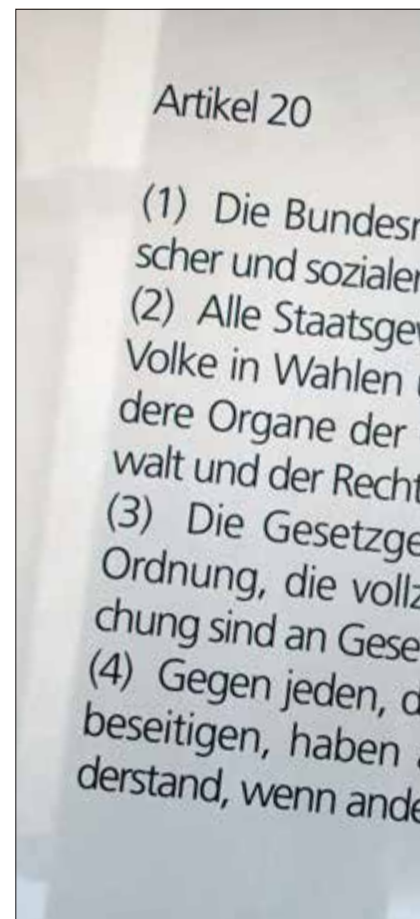 Artikel 20
(1) Die Bundesr
scher und sozialer
(2) Alle Staatsge
Volke in Wahlen
dere Organe der
walt und der Recht
(3) Die Gesetzge
Ordnung, die vollz
chung sind an Gese
(4) Gegen jeden, d
beseitigen, haben a
derstand, wenn ande